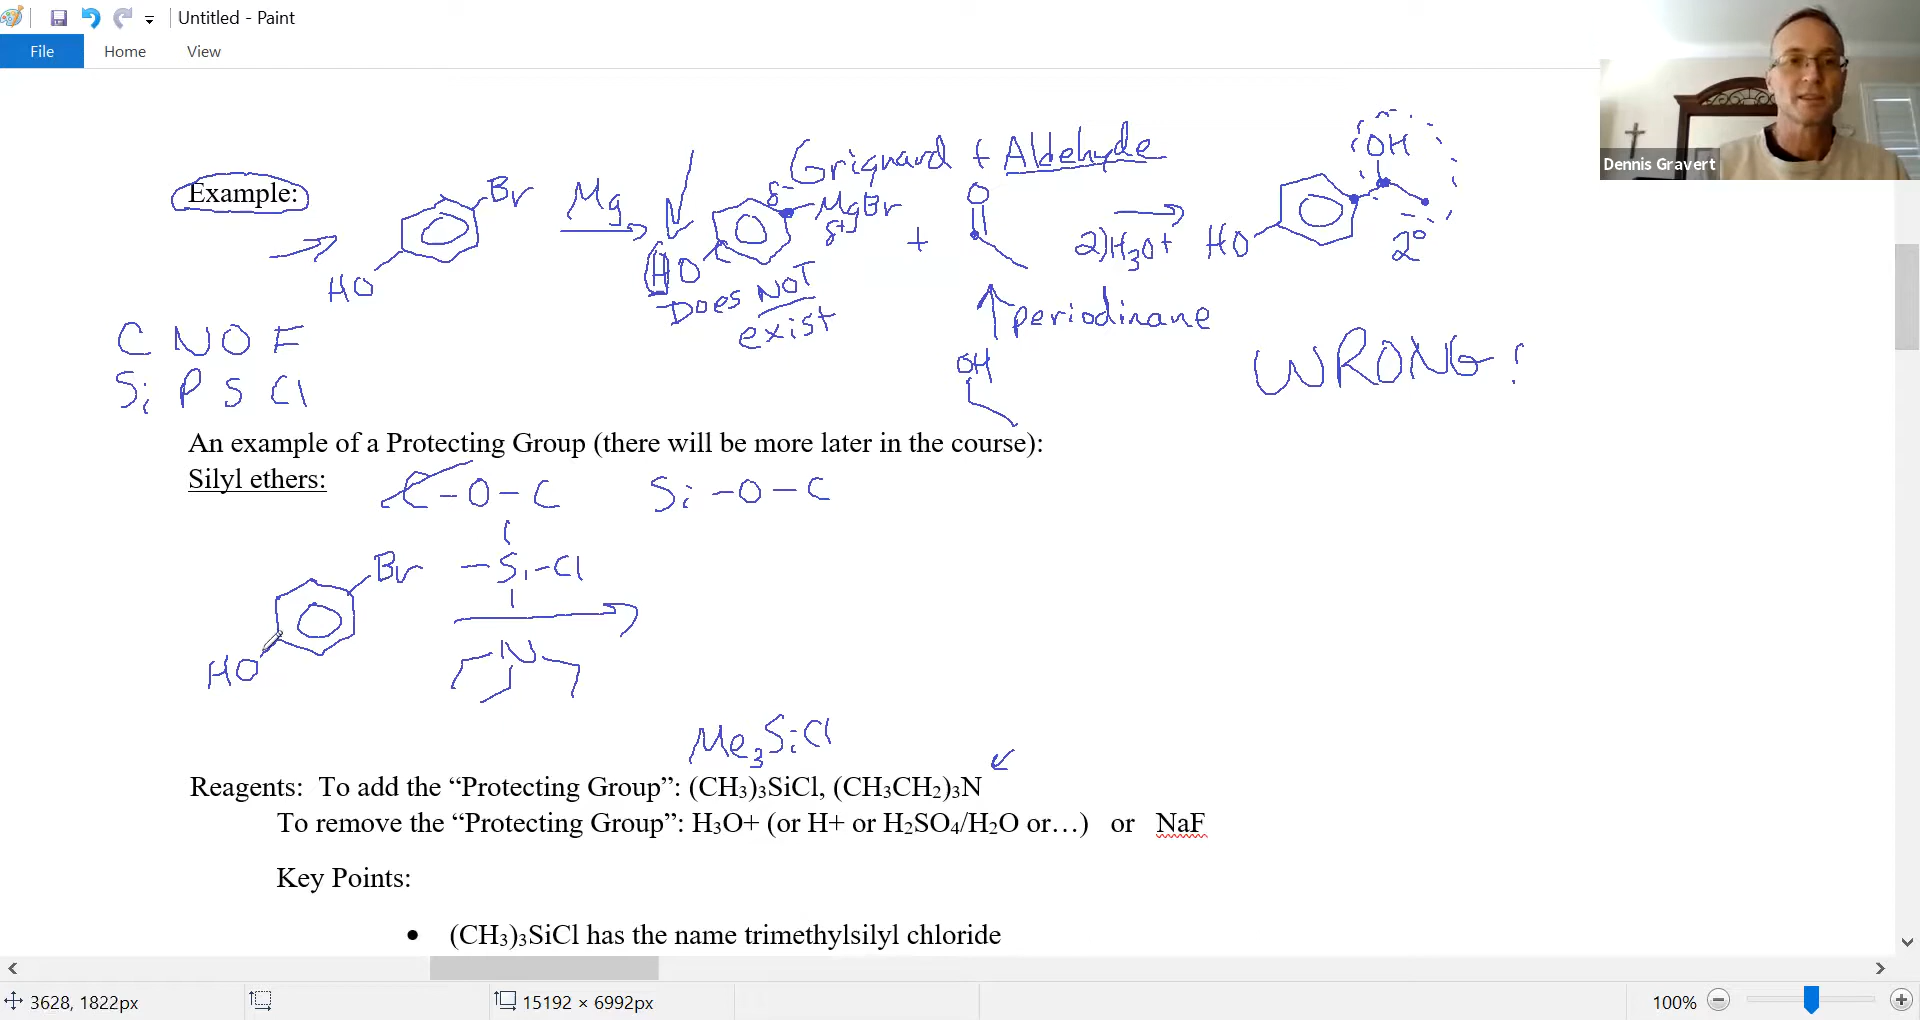 Untitled - Paint
File Home View
Dennis Gravert
Grignard + Aldehyde
OH
Example:
Br Mg δ- MgBr O
δ+
HO HO + 2) H3O+ HO 2°
Does NOT
exist
periodinane
C N O F
Si P S Cl
OH
WRONG!
An example of a Protecting Group (there will be more later in the course):
Silyl ethers: C-O-C Si-O-C
Br -Si-Cl
HO N
Me3SiCl
Reagents: To add the “Protecting Group”: (CH3)3SiCl, (CH3CH2)3N
To remove the “Protecting Group”: H3O+ (or H+ or H2SO4/H2O or…) or NaF
Key Points:
• (CH3)3SiCl has the name trimethylsilyl chloride
3628, 1822px 15192 × 6992px 100%